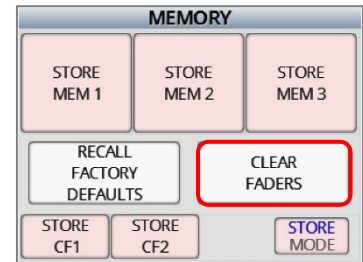 MEMORY
STORE STORE STORE
MEM 1 MEM 2 MEM 3
RECALL
FACTORY
DEFAULTS
CLEAR
FADERS
STORE STORE STORE
CF1 CF2 MODE